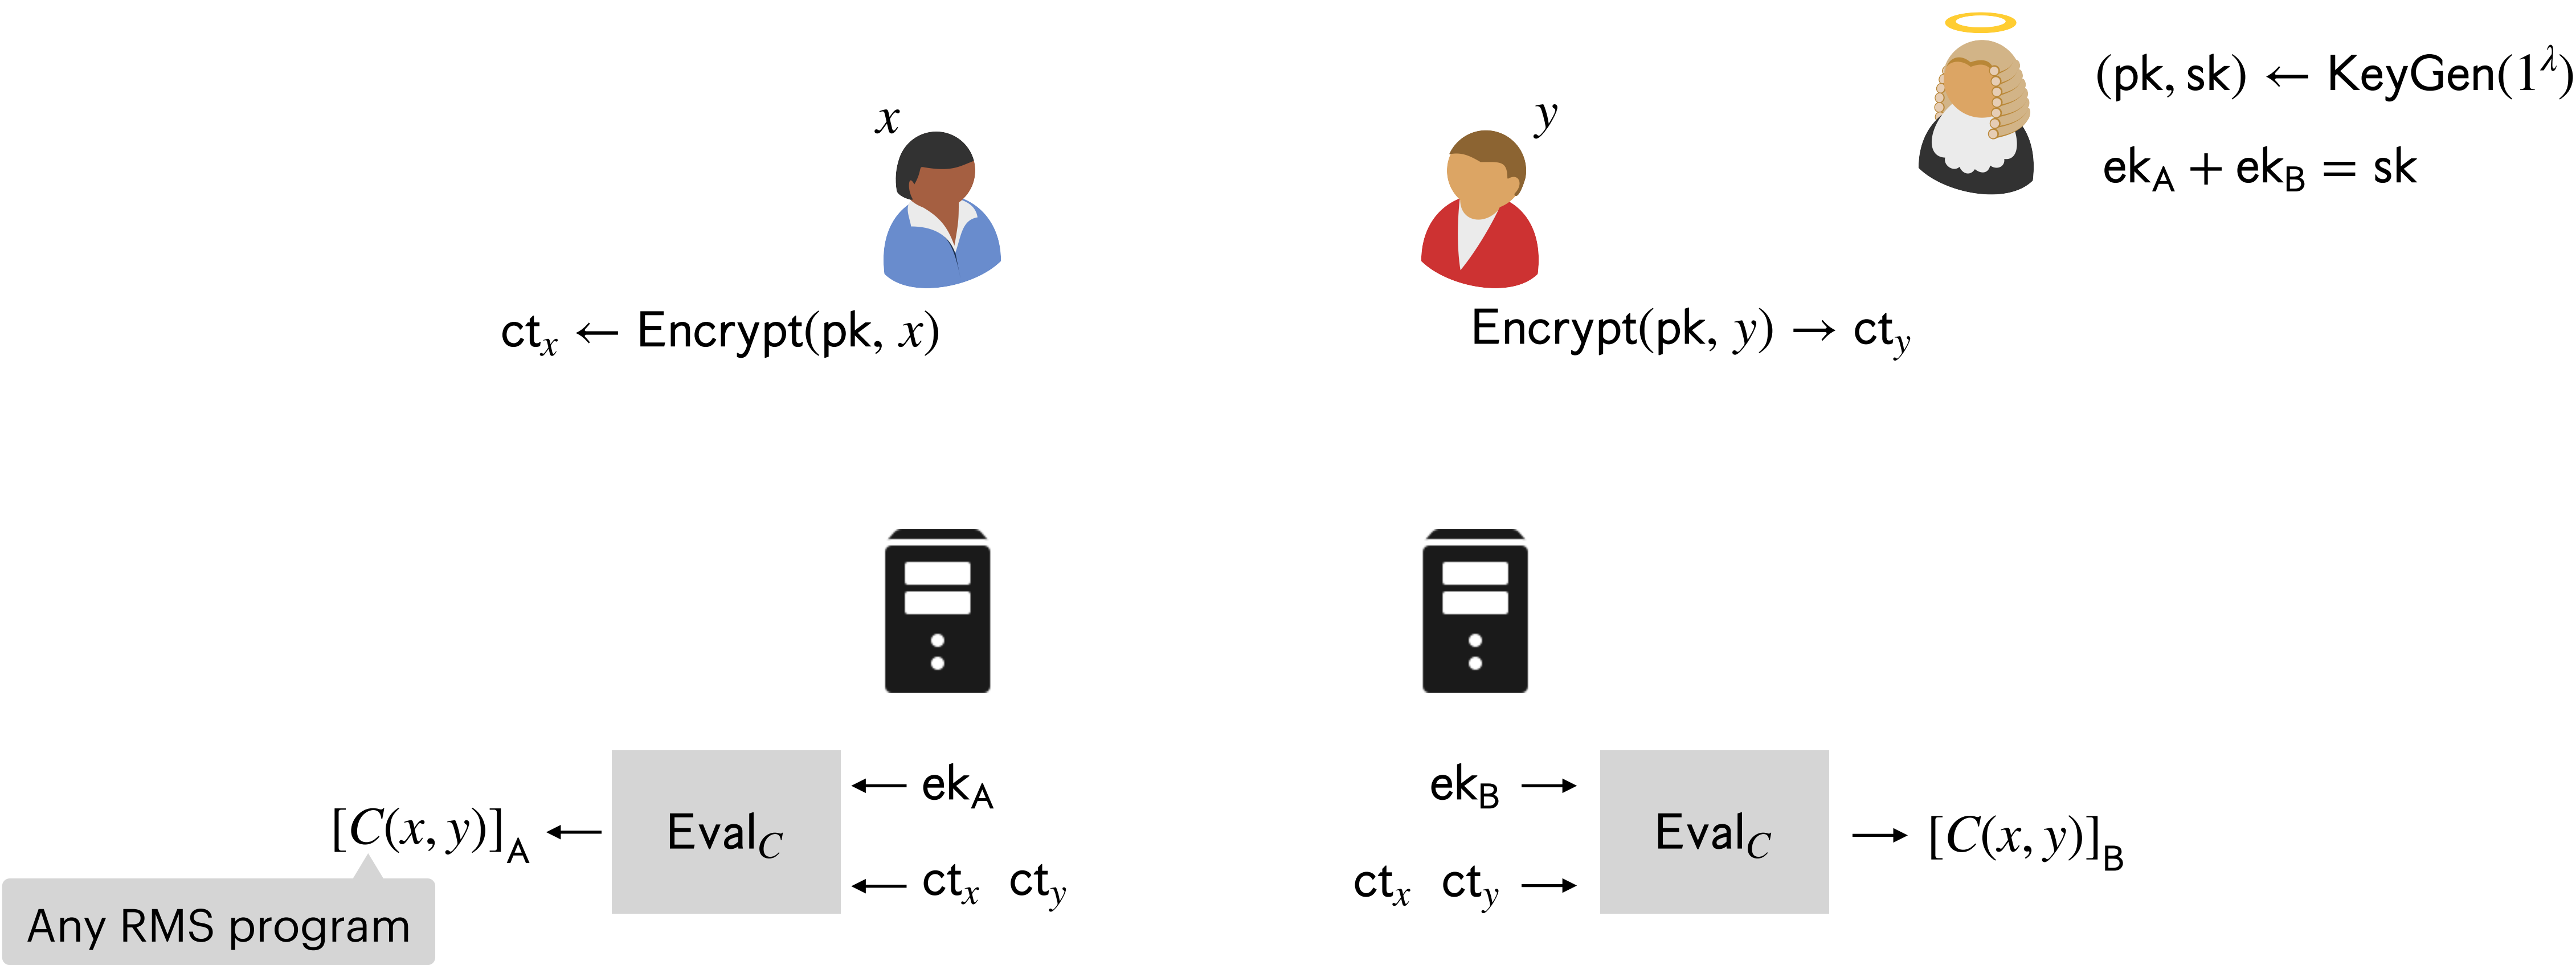 (pk, sk) ← KeyGen(1^λ)
ek_A + ek_B = sk
x
y
ct_x ← Encrypt(pk, x)
Encrypt(pk, y) → ct_y
[C(x, y)]_A ← Eval_C ← ek_A
← ct_x ct_y
ek_B → Eval_C → [C(x, y)]_B
ct_x ct_y →
Any RMS program